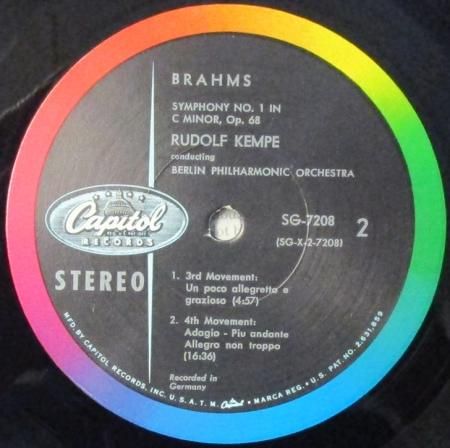 BRAHMS
SYMPHONY NO. 1 IN
C MINOR, Op. 68
RUDOLF KEMPE
conducting
BERLIN PHILHARMONIC ORCHESTRA
Capitol
RECORDS
SG-7208
2
(SG-X-2-7208)
STEREO
1. 3rd Movement:
Un poco allegretto e
grazioso (4:57)
2. 4th Movement:
Adagio - Piu andante
Allegro non troppo
(16:36)
Recorded in
Germany
MFD. BY CAPITOL RECORDS, INC. U.S.A. T.M. Capitol • MARCA REG. • U.S. PAT. NO. 2,631,859